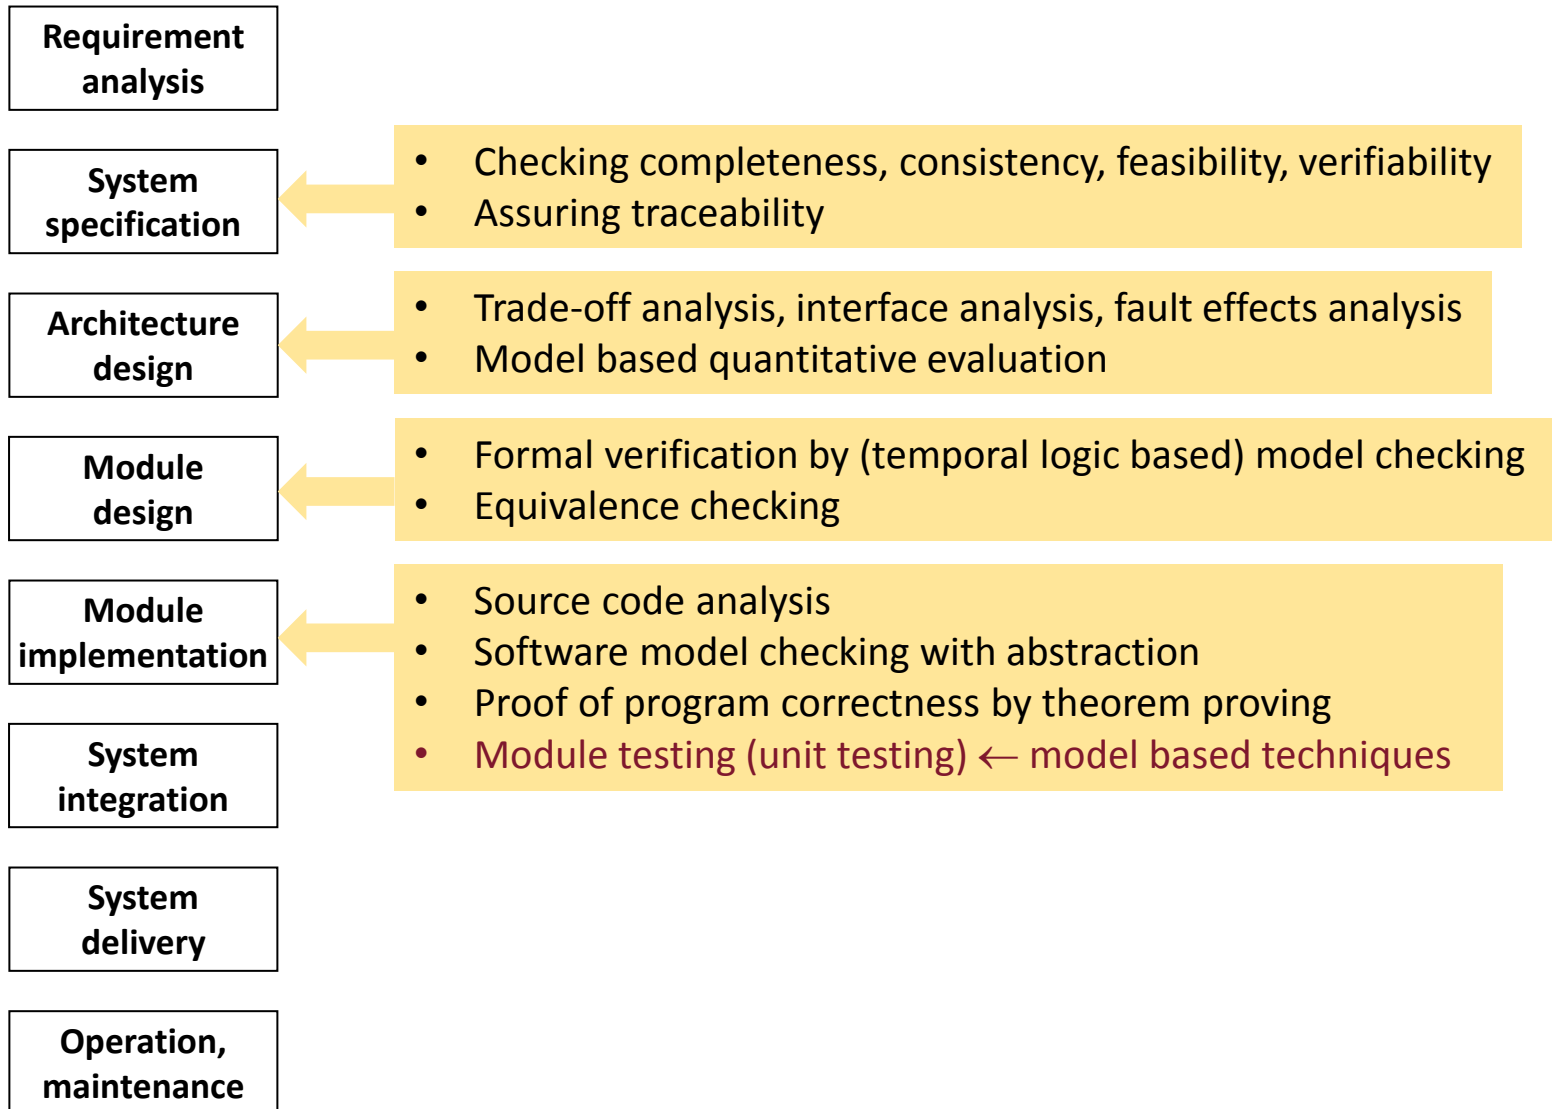 Requirement
analysis
System
specification
• Checking completeness, consistency, feasibility, verifiability
• Assuring traceability
Architecture
design
• Trade-off analysis, interface analysis, fault effects analysis
• Model based quantitative evaluation
Module
design
• Formal verification by (temporal logic based) model checking
• Equivalence checking
Module
implementation
• Source code analysis
• Software model checking with abstraction
• Proof of program correctness by theorem proving
• Module testing (unit testing) ← model based techniques
System
integration
System
delivery
Operation,
maintenance